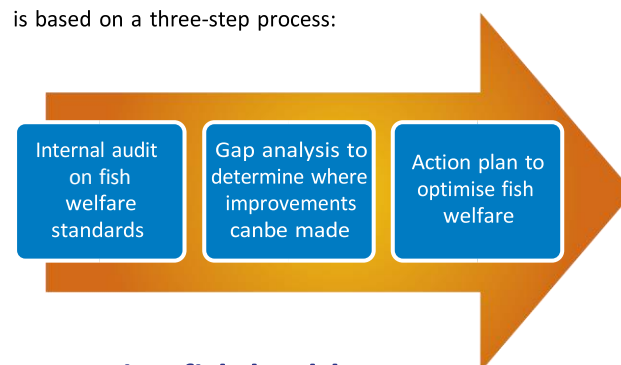 is based on a three-step process:
Internal audit
on fish
welfare
standards
Gap analysis to
determine where
improvements
canbe made
Action plan to
optimise fish
welfare